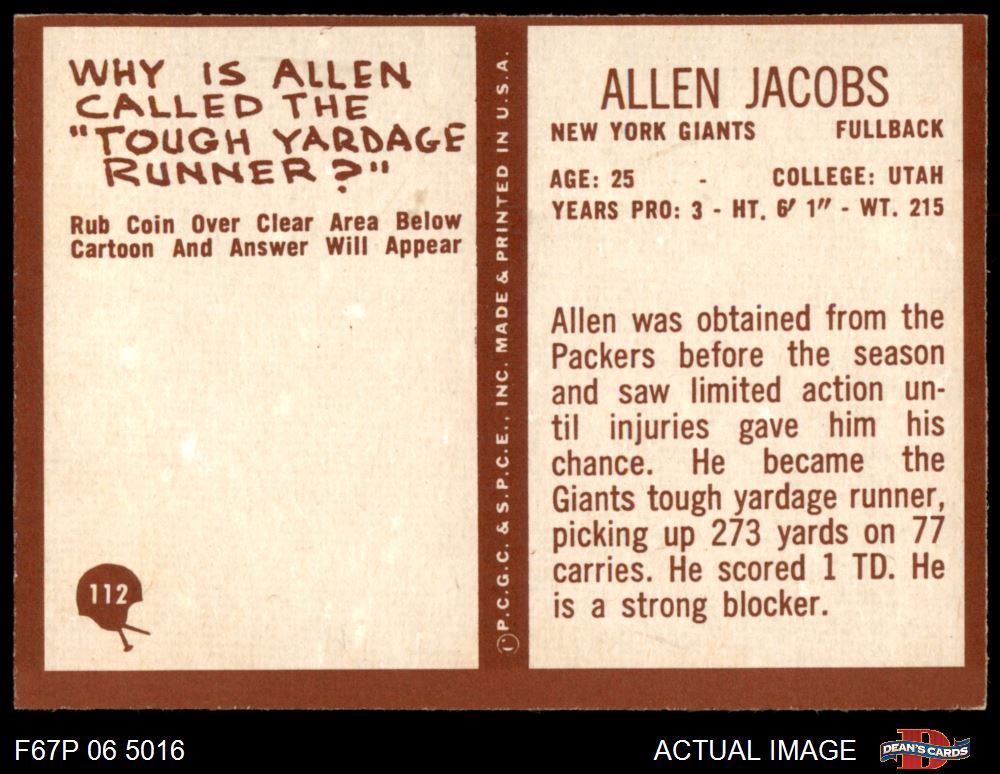 WHY IS ALLEN
CALLED THE
"TOUGH YARDAGE
RUNNER?"
Rub Coin Over Clear Area Below
Cartoon And Answer Will Appear
112
P.C.G.C. & S.P.C.E., INC. MADE & PRINTED IN U.S.A.
ALLEN JACOBS
NEW YORK GIANTS FULLBACK
AGE: 25 - COLLEGE: UTAH
YEARS PRO: 3 - HT. 6' 1" - WT. 215
Allen was obtained from the
Packers before the season
and saw limited action un-
til injuries gave him his
chance. He became the
Giants tough yardage runner,
picking up 273 yards on 77
carries. He scored 1 TD. He
is a strong blocker.
F67P 06 5016
ACTUAL IMAGE
DEAN'S CARDS